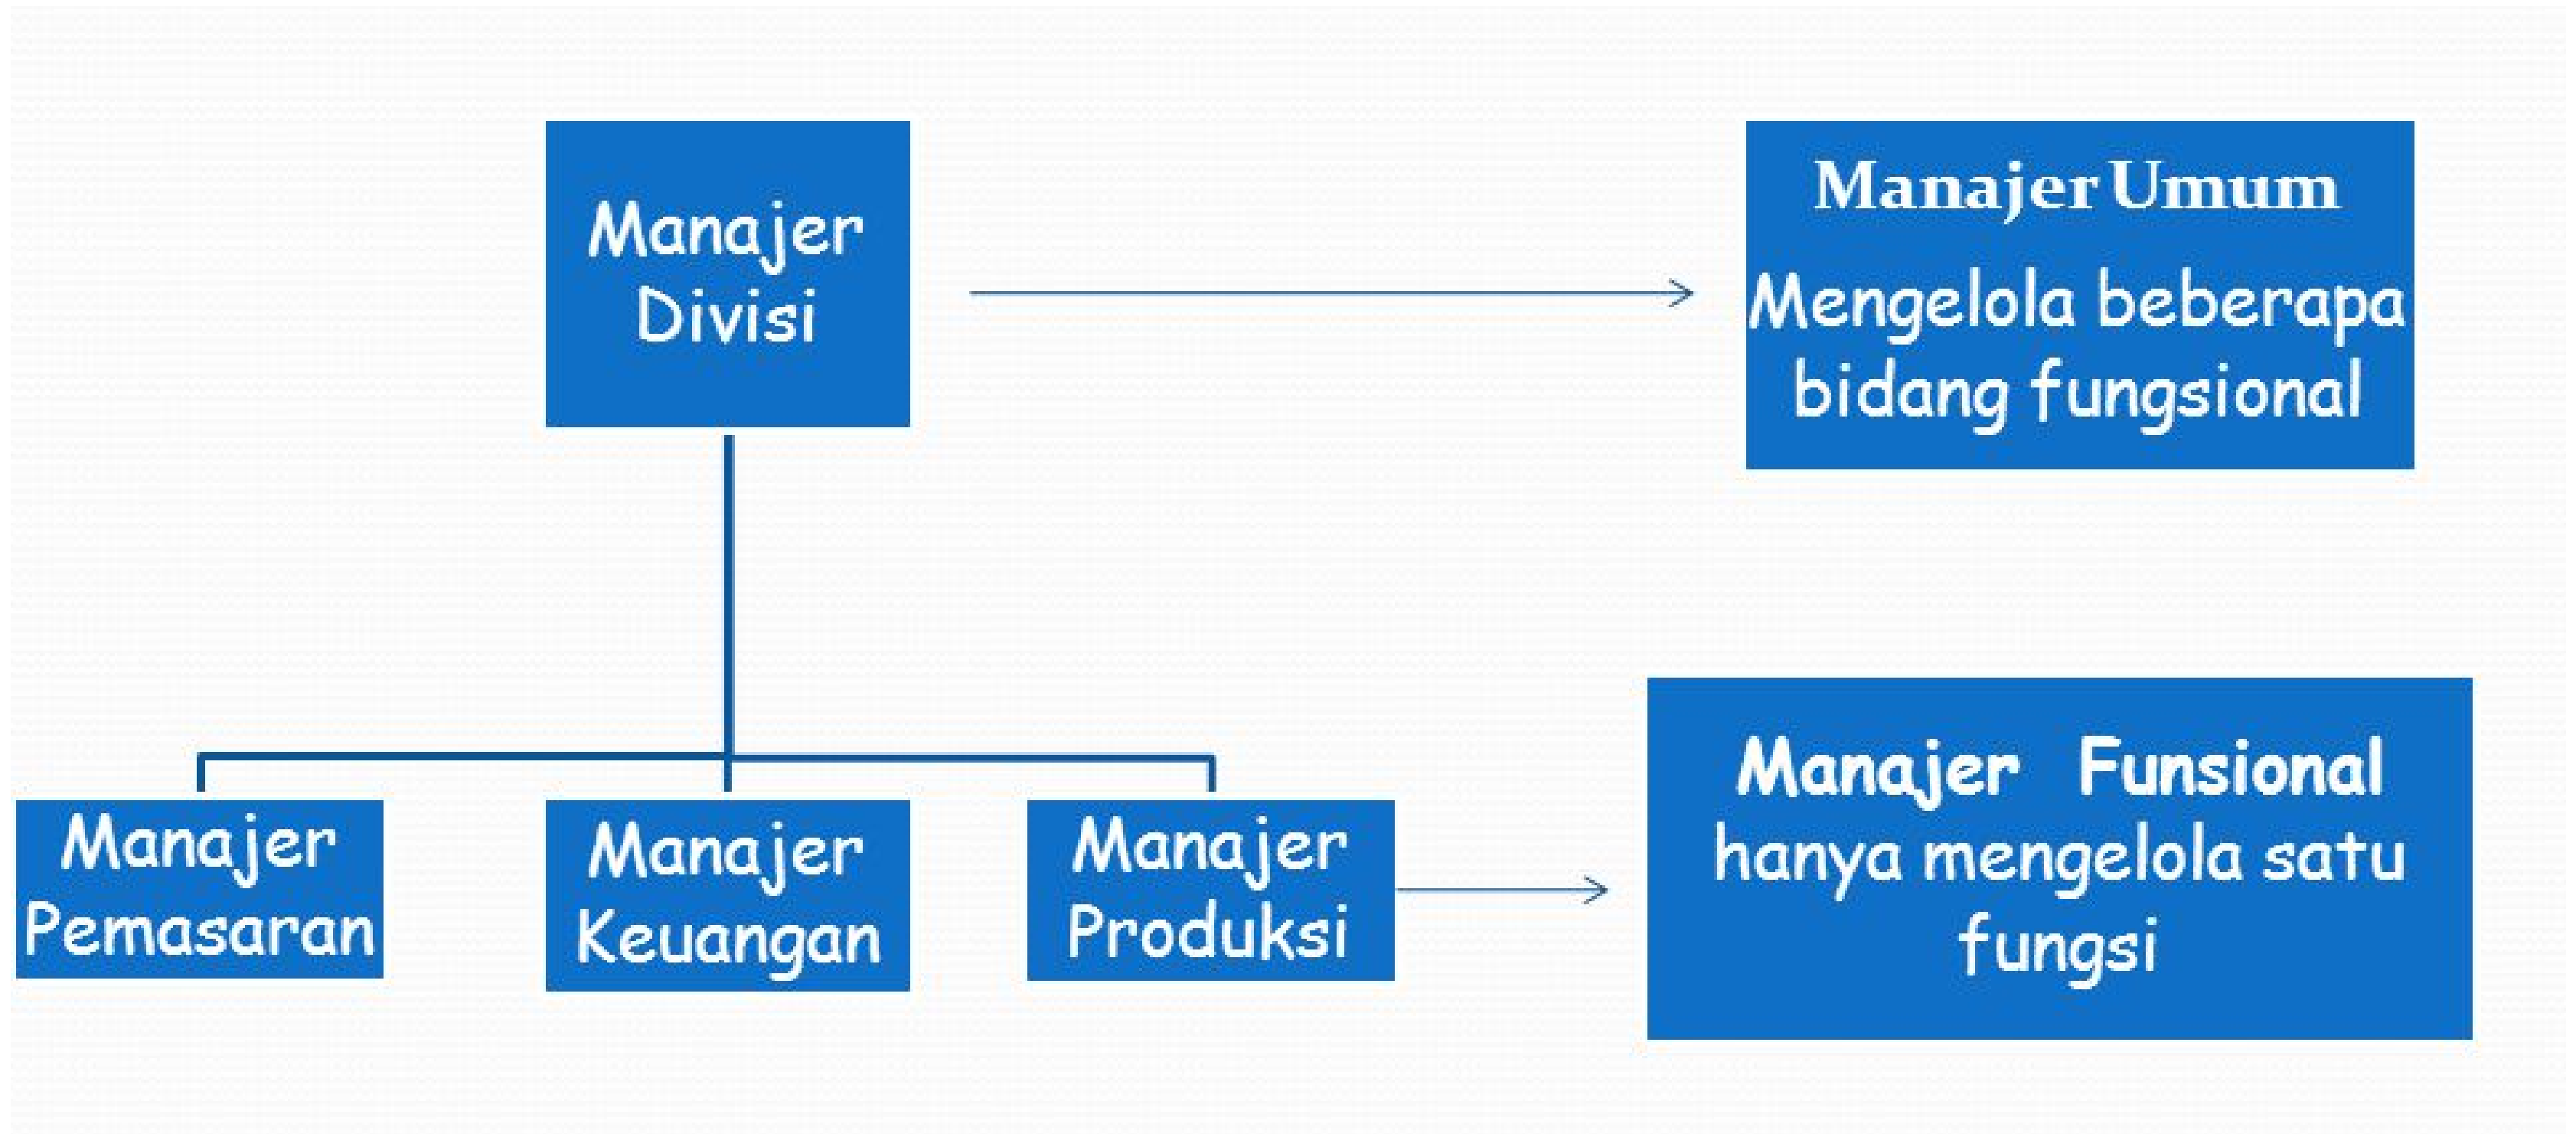 Manajer
Divisi
Manajer Umum
Mengelola beberapa
bidang fungsional
Manajer
Pemasaran
Manajer
Keuangan
Manajer
Produksi
Manajer Funsional
hanya mengelola satu
fungsi